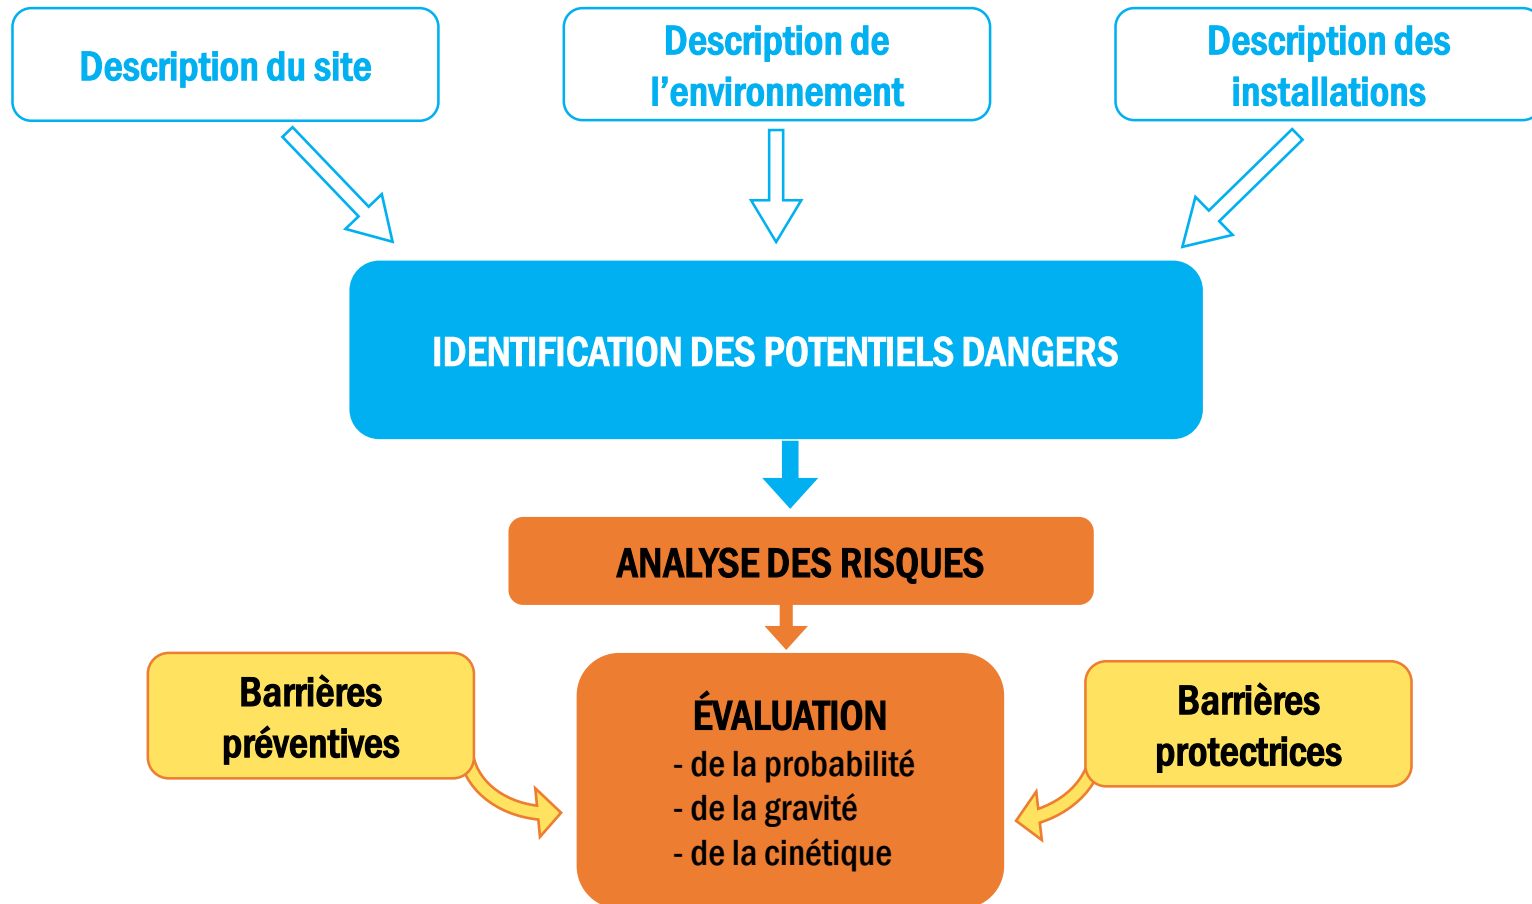 Description du site
Description de
l’environnement
Description des
installations
IDENTIFICATION DES POTENTIELS DANGERS
ANALYSE DES RISQUES
Barrières
préventives
ÉVALUATION
- de la probabilité
- de la gravité
- de la cinétique
Barrières
protectrices